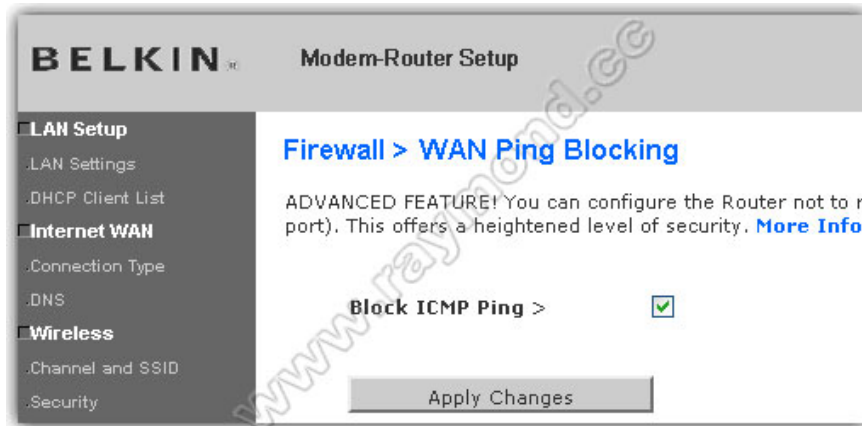 BELKIN®
Modem-Router Setup
LAN Setup
.LAN Settings
.DHCP Client List
Internet WAN
.Connection Type
.DNS
Wireless
.Channel and SSID
.Security
Firewall > WAN Ping Blocking
ADVANCED FEATURE! You can configure the Router not to r
port). This offers a heightened level of security. More Info
Block ICMP Ping >
Apply Changes
www.raymond.cc